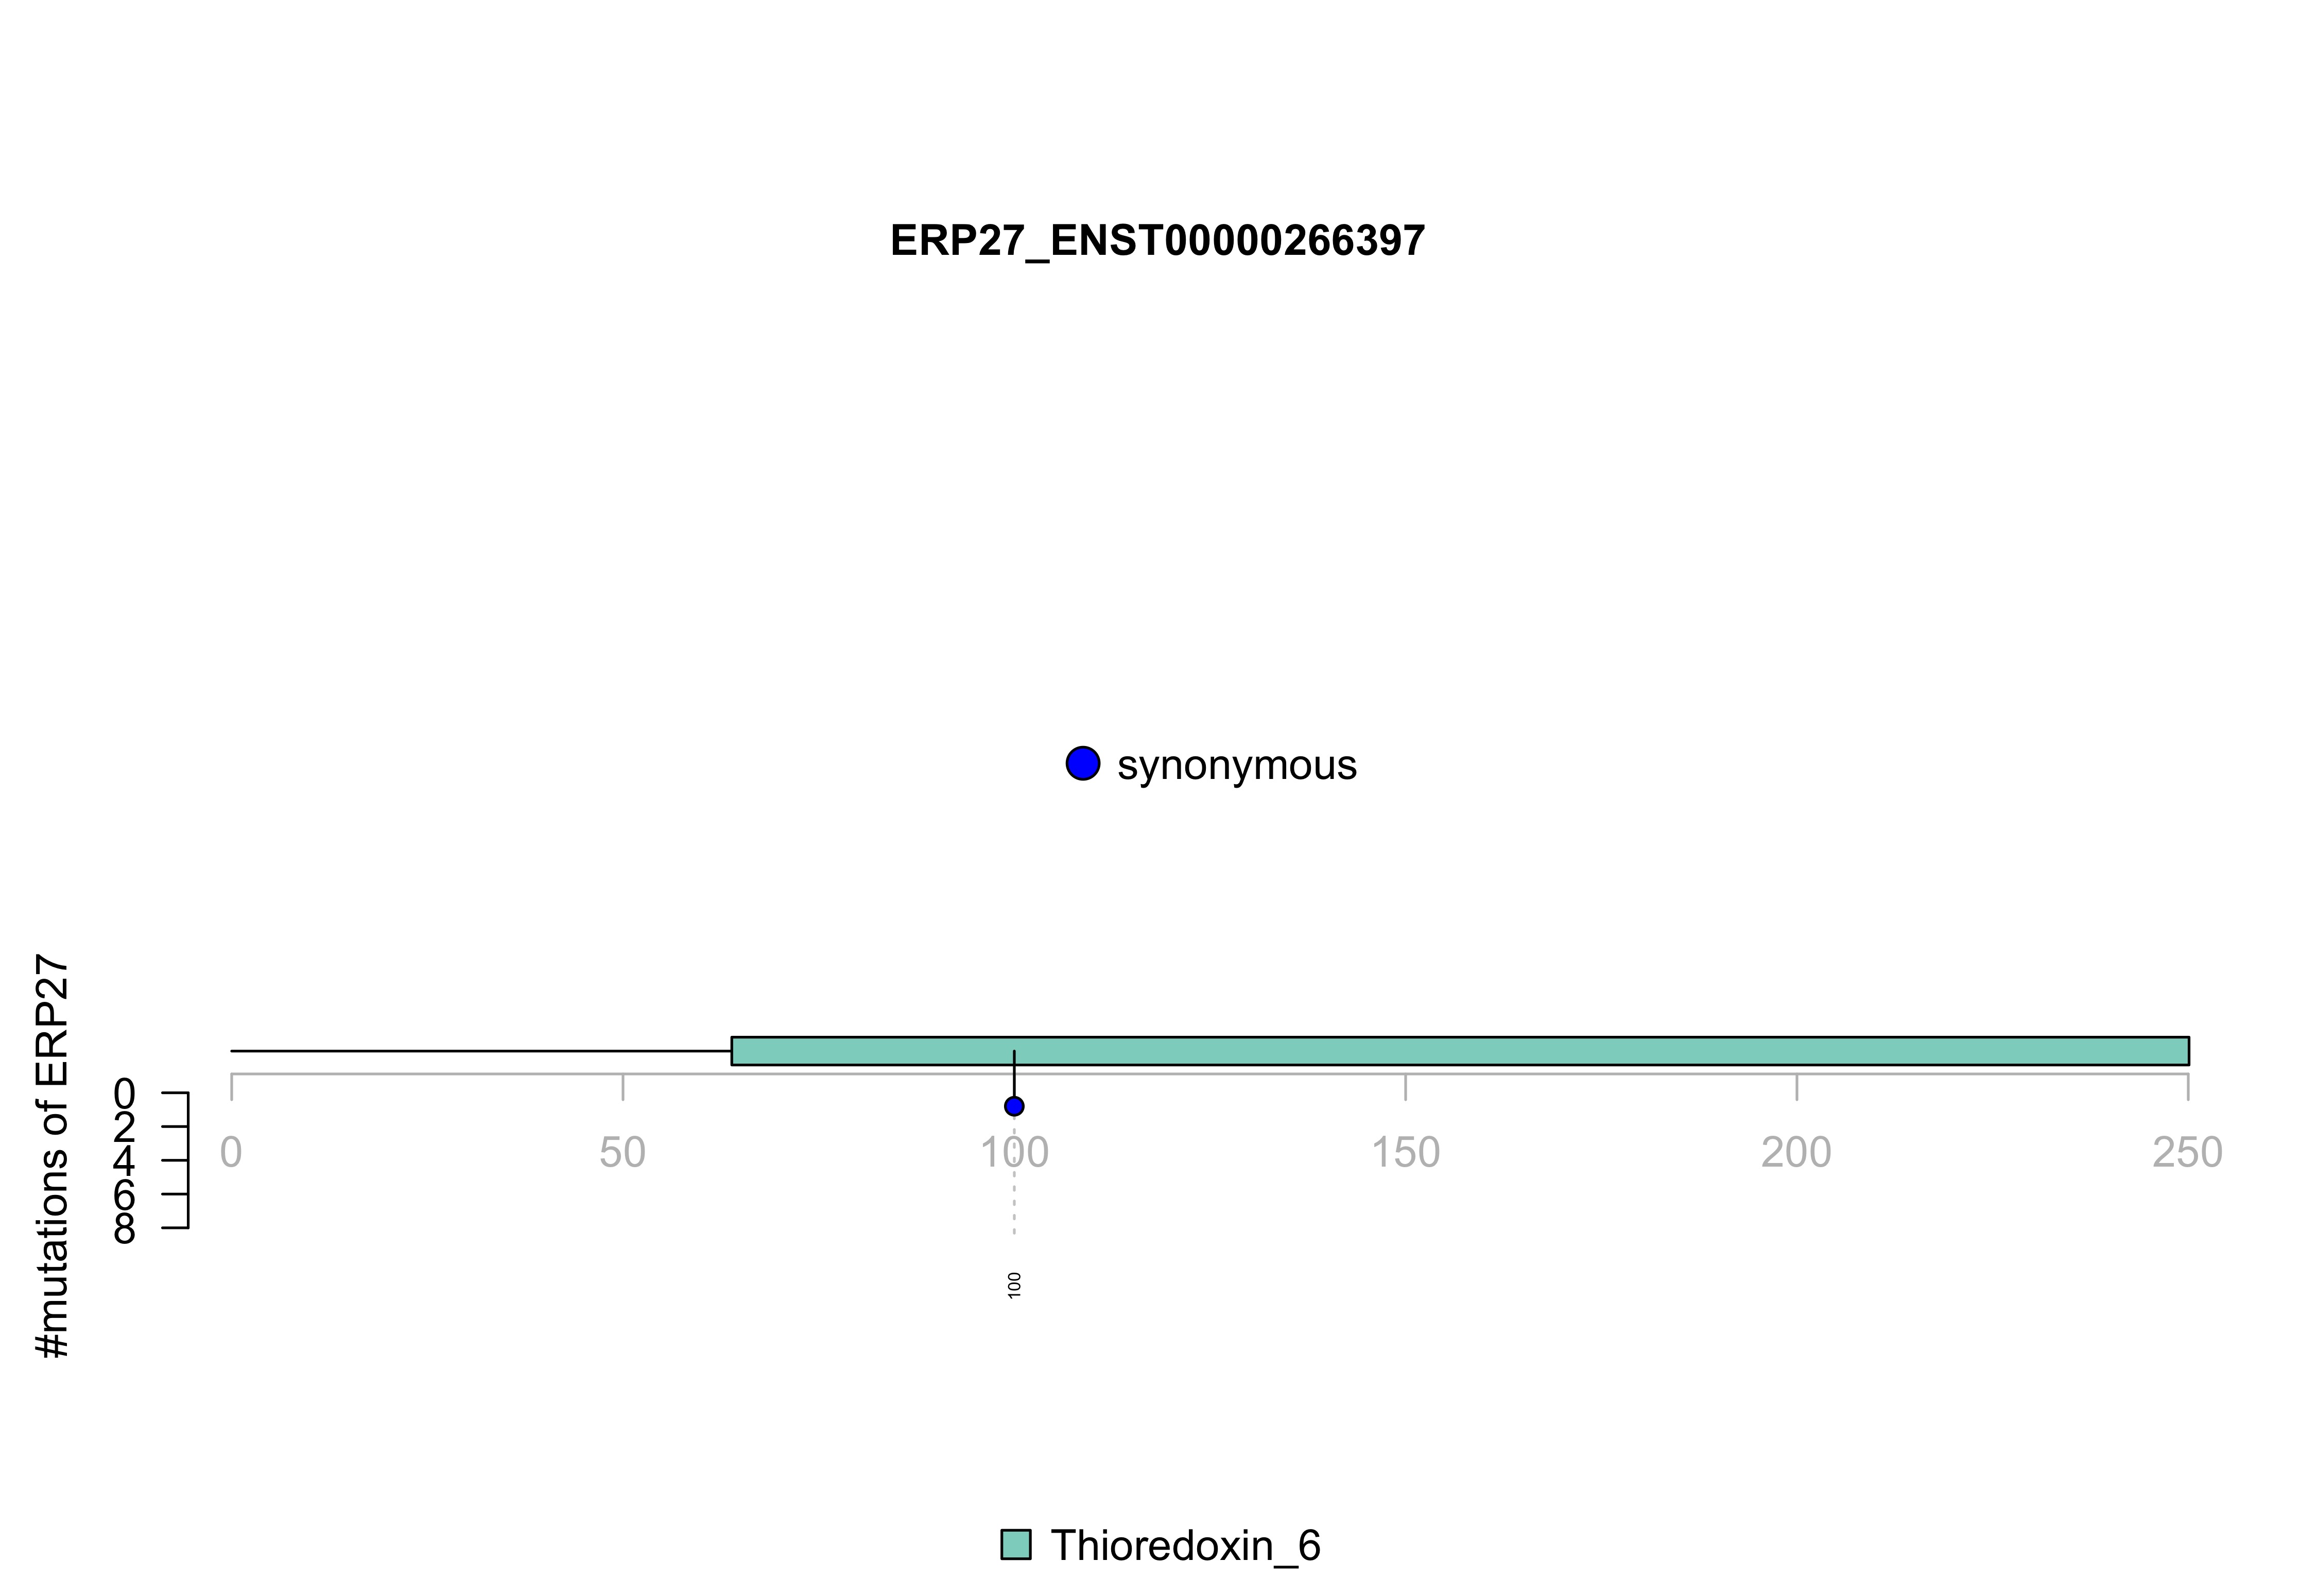 ERP27_ENST00000266397
synonymous
#mutations of ERP27
0
2
4
6
8
0 50 100 150 200 250
100
Thioredoxin_6